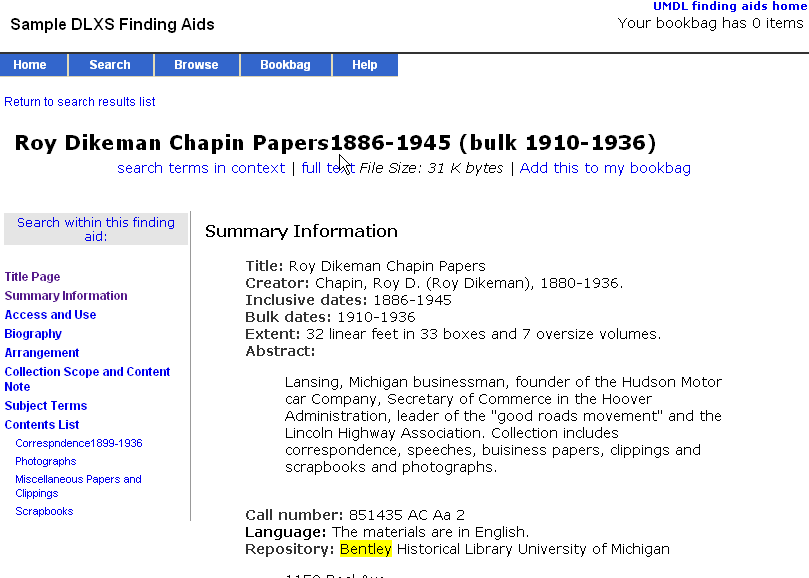 UMDL finding aids home
Sample DLXS Finding Aids
Your bookbag has 0 items
Home Search Browse Bookbag Help
Return to search results list
Roy Dikeman Chapin Papers1886-1945 (bulk 1910-1936)
search terms in context | full text File Size: 31 K bytes | Add this to my bookbag
Search within this finding
aid:
Title Page
Summary Information
Access and Use
Biography
Arrangement
Collection Scope and Content
Note
Subject Terms
Contents List
Correspndence1899-1936
Photographs
Miscellaneous Papers and
Clippings
Scrapbooks
Summary Information
Title: Roy Dikeman Chapin Papers
Creator: Chapin, Roy D. (Roy Dikeman), 1880-1936.
Inclusive dates: 1886-1945
Bulk dates: 1910-1936
Extent: 32 linear feet in 33 boxes and 7 oversize volumes.
Abstract:
Lansing, Michigan businessman, founder of the Hudson Motor
car Company, Secretary of Commerce in the Hoover
Administration, leader of the "good roads movement" and the
Lincoln Highway Association. Collection includes
correspondence, speeches, buisiness papers, clippings and
scrapbooks and photographs.
Call number: 851435 AC Aa 2
Language: The materials are in English.
Repository: Bentley Historical Library University of Michigan